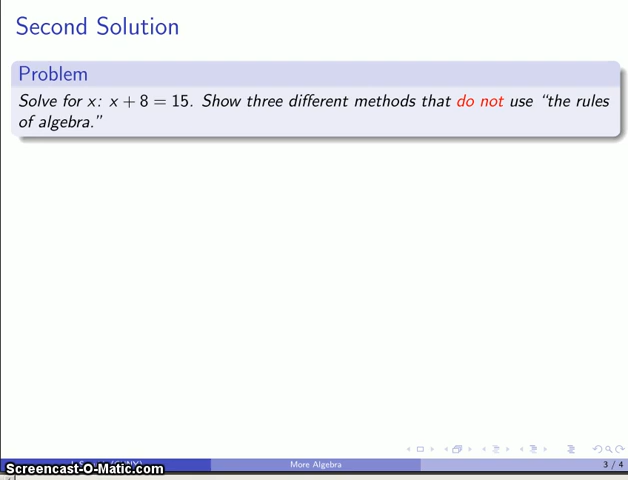 Second Solution
Problem
Solve for x: x + 8 = 15. Show three different methods that do not use “the rules
of algebra.”
More Algebra
3 / 4
Screencast-O-Matic.com